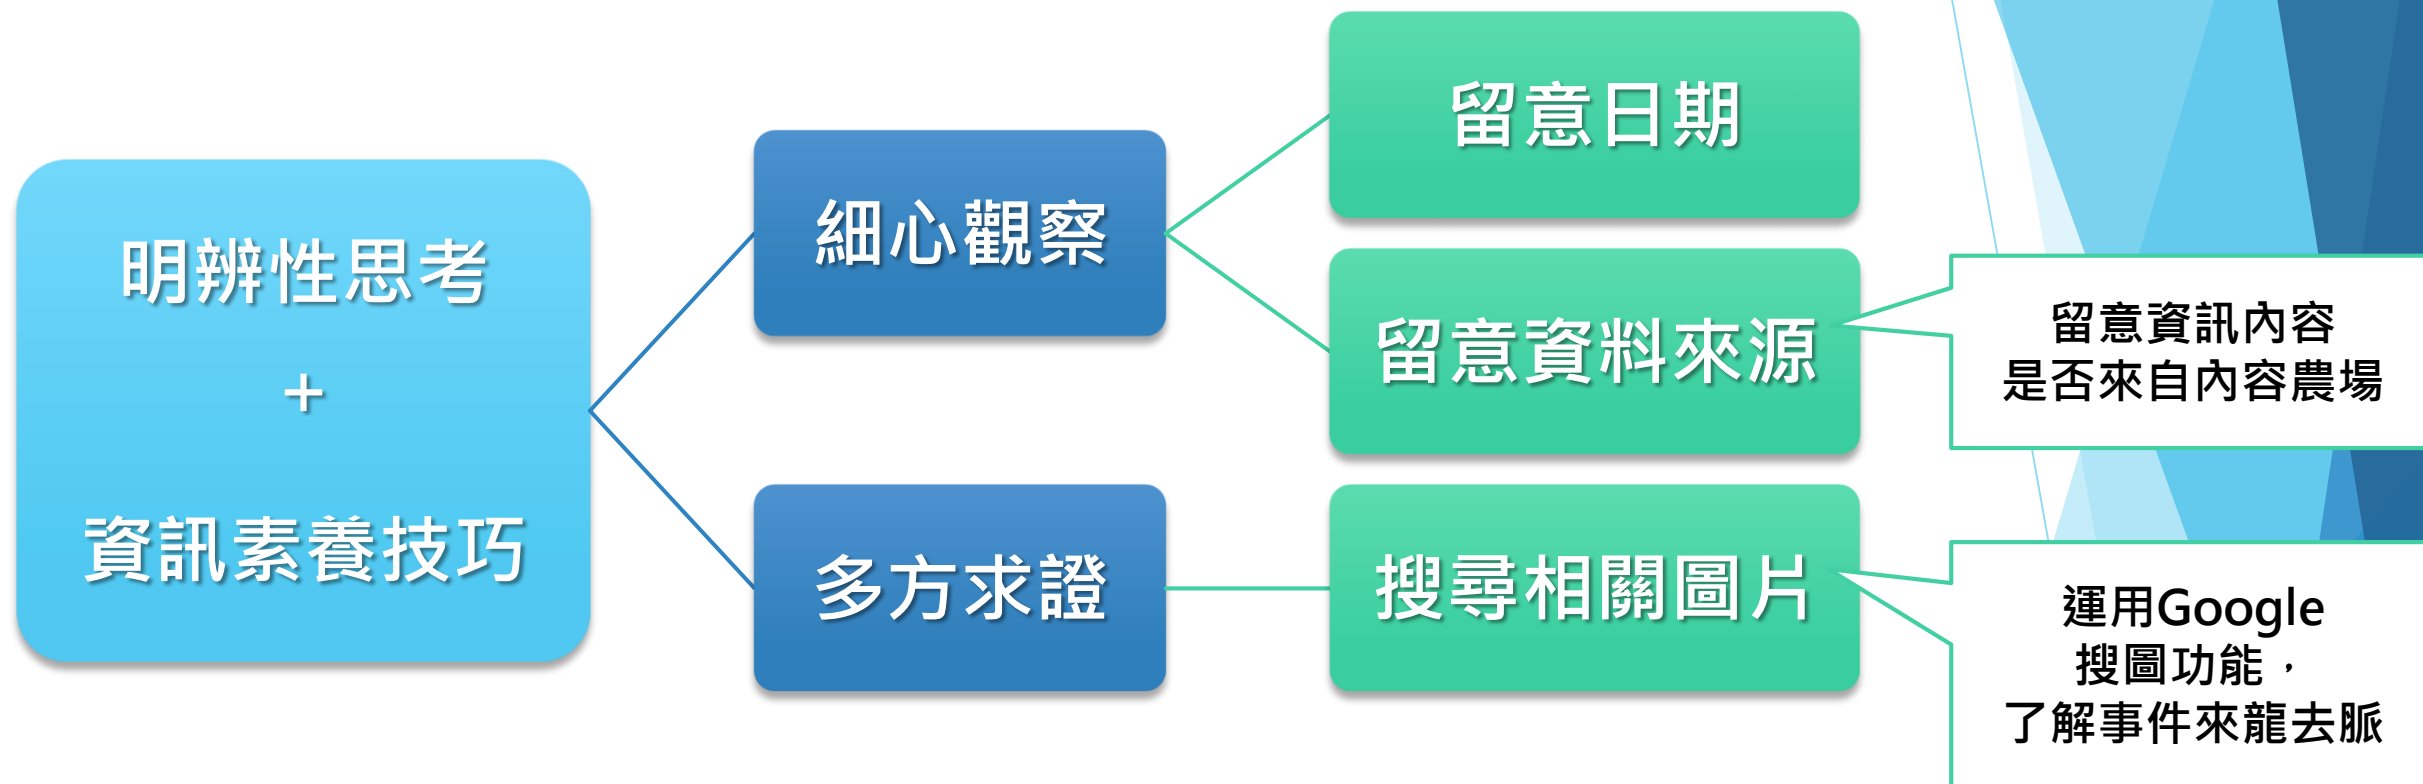 明辨性思考
+
資訊素養技巧
細心觀察
留意日期
留意資料來源
留意資訊內容
是否來自內容農場
多方求證
搜尋相關圖片
運用Google
搜圖功能，
了解事件來龍去脈